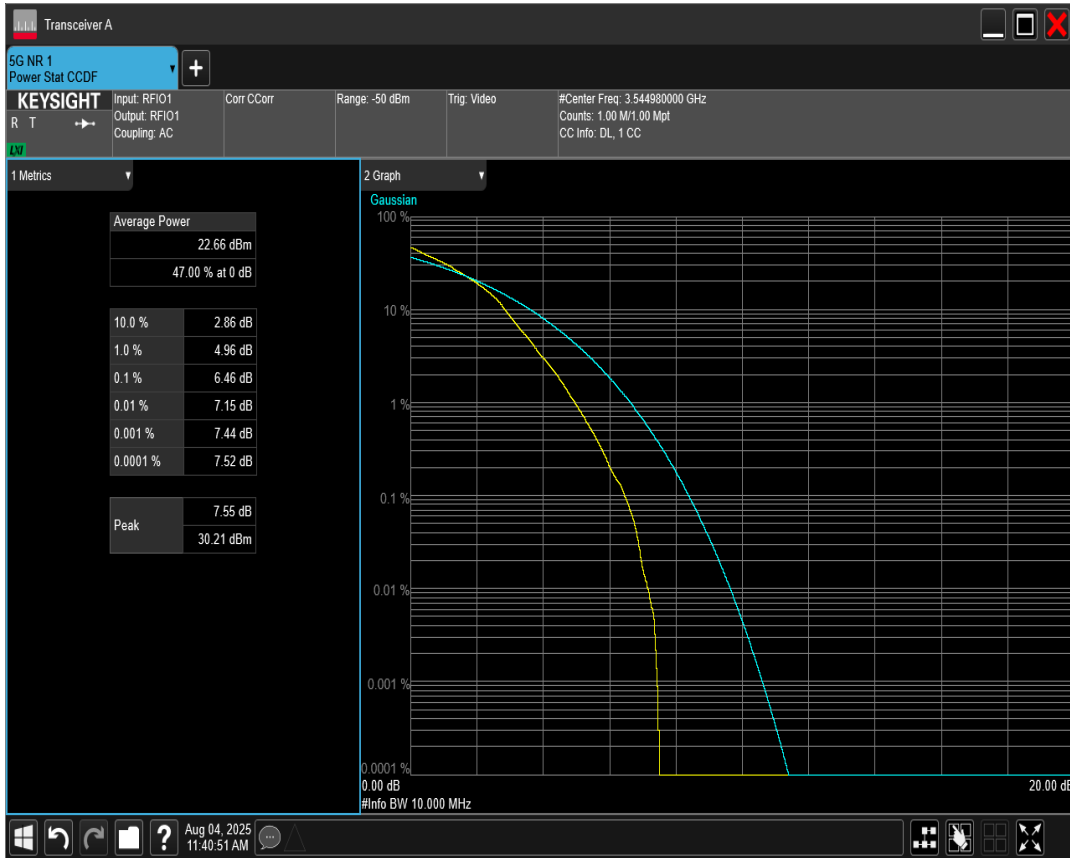 Transceiver A
5G NR 1
Power Stat CCDF
KEYSIGHT
R T
LXI
Input: RFIO1
Output: RFIO1
Coupling: AC
Corr CCorr
Range: -50 dBm
Trig: Video
#Center Freq: 3.544980000 GHz
Counts: 1.00 M/1.00 Mpt
CC Info: DL, 1 CC
1 Metrics
Average Power
22.66 dBm
47.00 % at 0 dB
10.0 % 2.86 dB
1.0 % 4.96 dB
0.1 % 6.46 dB
0.01 % 7.15 dB
0.001 % 7.44 dB
0.0001 % 7.52 dB
Peak
7.55 dB
30.21 dBm
2 Graph
Gaussian
100 %
10 %
1 %
0.1 %
0.01 %
0.001 %
0.0001 %
0.00 dB
20.00 dB
#Info BW 10.000 MHz
?
Aug 04, 2025
11:40:51 AM